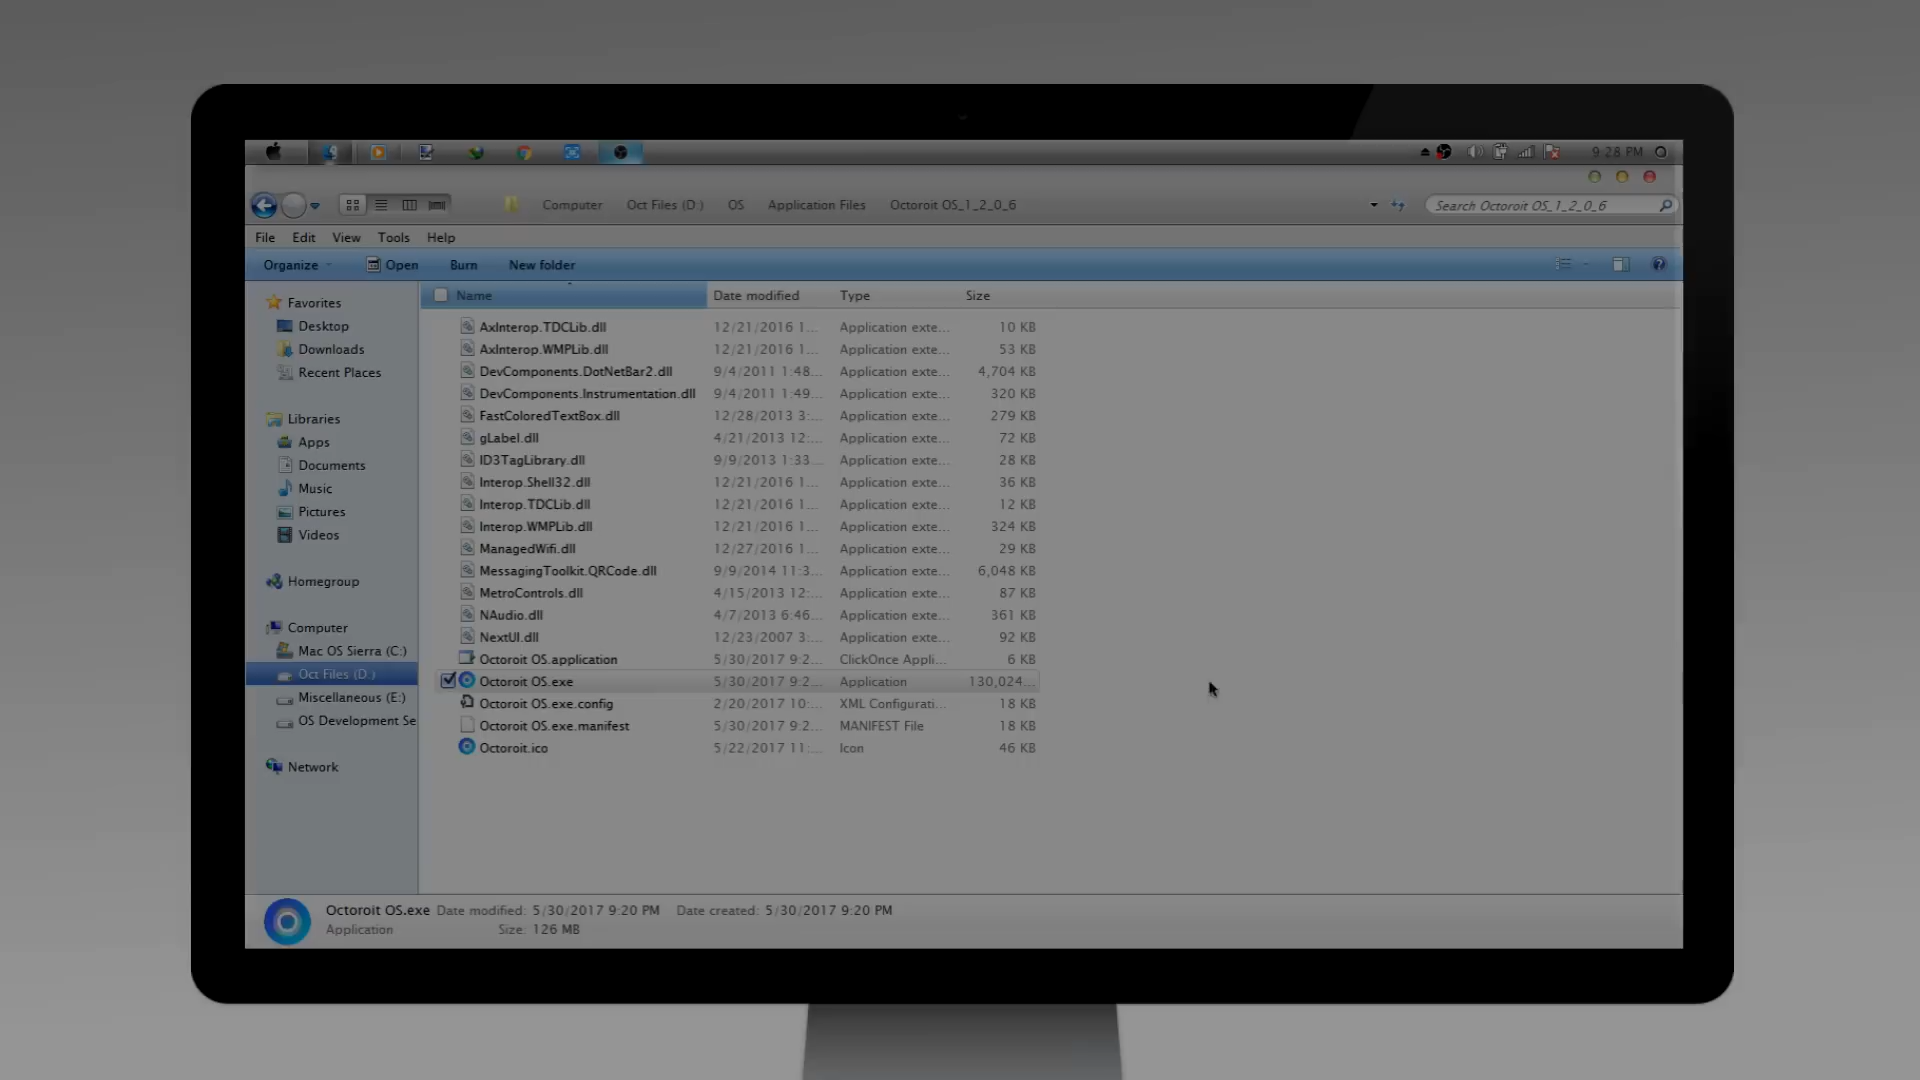 9:28 PM
Computer Oct Files (D:) OS Application Files Octoroit OS_1_2_0_6
Search Octoroit OS_1_2_0_6
File Edit View Tools Help
Organize Open Burn New folder
Favorites
Desktop
Downloads
Recent Places
Libraries
Apps
Documents
Music
Pictures
Videos
Homegroup
Computer
Mac OS Sierra (C:)
Oct Files (D:)
Miscellaneous (E:)
OS Development Se
Network
Name Date modified Type Size
AxInterop.TDCLib.dll 12/21/2016 1... Application exte... 10 KB
AxInterop.WMPLib.dll 12/21/2016 1... Application exte... 53 KB
DevComponents.DotNetBar2.dll 9/4/2011 1:48... Application exte... 4,704 KB
DevComponents.Instrumentation.dll 9/4/2011 1:49... Application exte... 320 KB
FastColoredTextBox.dll 12/28/2013 3:... Application exte... 279 KB
gLabel.dll 4/21/2013 12:... Application exte... 72 KB
ID3TagLibrary.dll 9/9/2013 1:33... Application exte... 28 KB
Interop.Shell32.dll 12/21/2016 1... Application exte... 36 KB
Interop.TDCLib.dll 12/21/2016 1... Application exte... 12 KB
Interop.WMPLib.dll 12/21/2016 1... Application exte... 324 KB
ManagedWifi.dll 12/27/2016 1... Application exte... 29 KB
MessagingToolkit.QRCode.dll 9/9/2014 11:3... Application exte... 6,048 KB
MetroControls.dll 4/15/2013 12:... Application exte... 87 KB
NAudio.dll 4/7/2013 6:46... Application exte... 361 KB
NextUI.dll 12/23/2007 3:... Application exte... 92 KB
Octoroit OS.application 5/30/2017 9:2... ClickOnce Appli... 6 KB
Octoroit OS.exe 5/30/2017 9:2... Application 130,024...
Octoroit OS.exe.config 2/20/2017 10:... XML Configurati... 18 KB
Octoroit OS.exe.manifest 5/30/2017 9:2... MANIFEST File 18 KB
Octoroit.ico 5/22/2017 11:... Icon 46 KB
Octoroit OS.exe Date modified: 5/30/2017 9:20 PM Date created: 5/30/2017 9:20 PM
Application Size: 126 MB